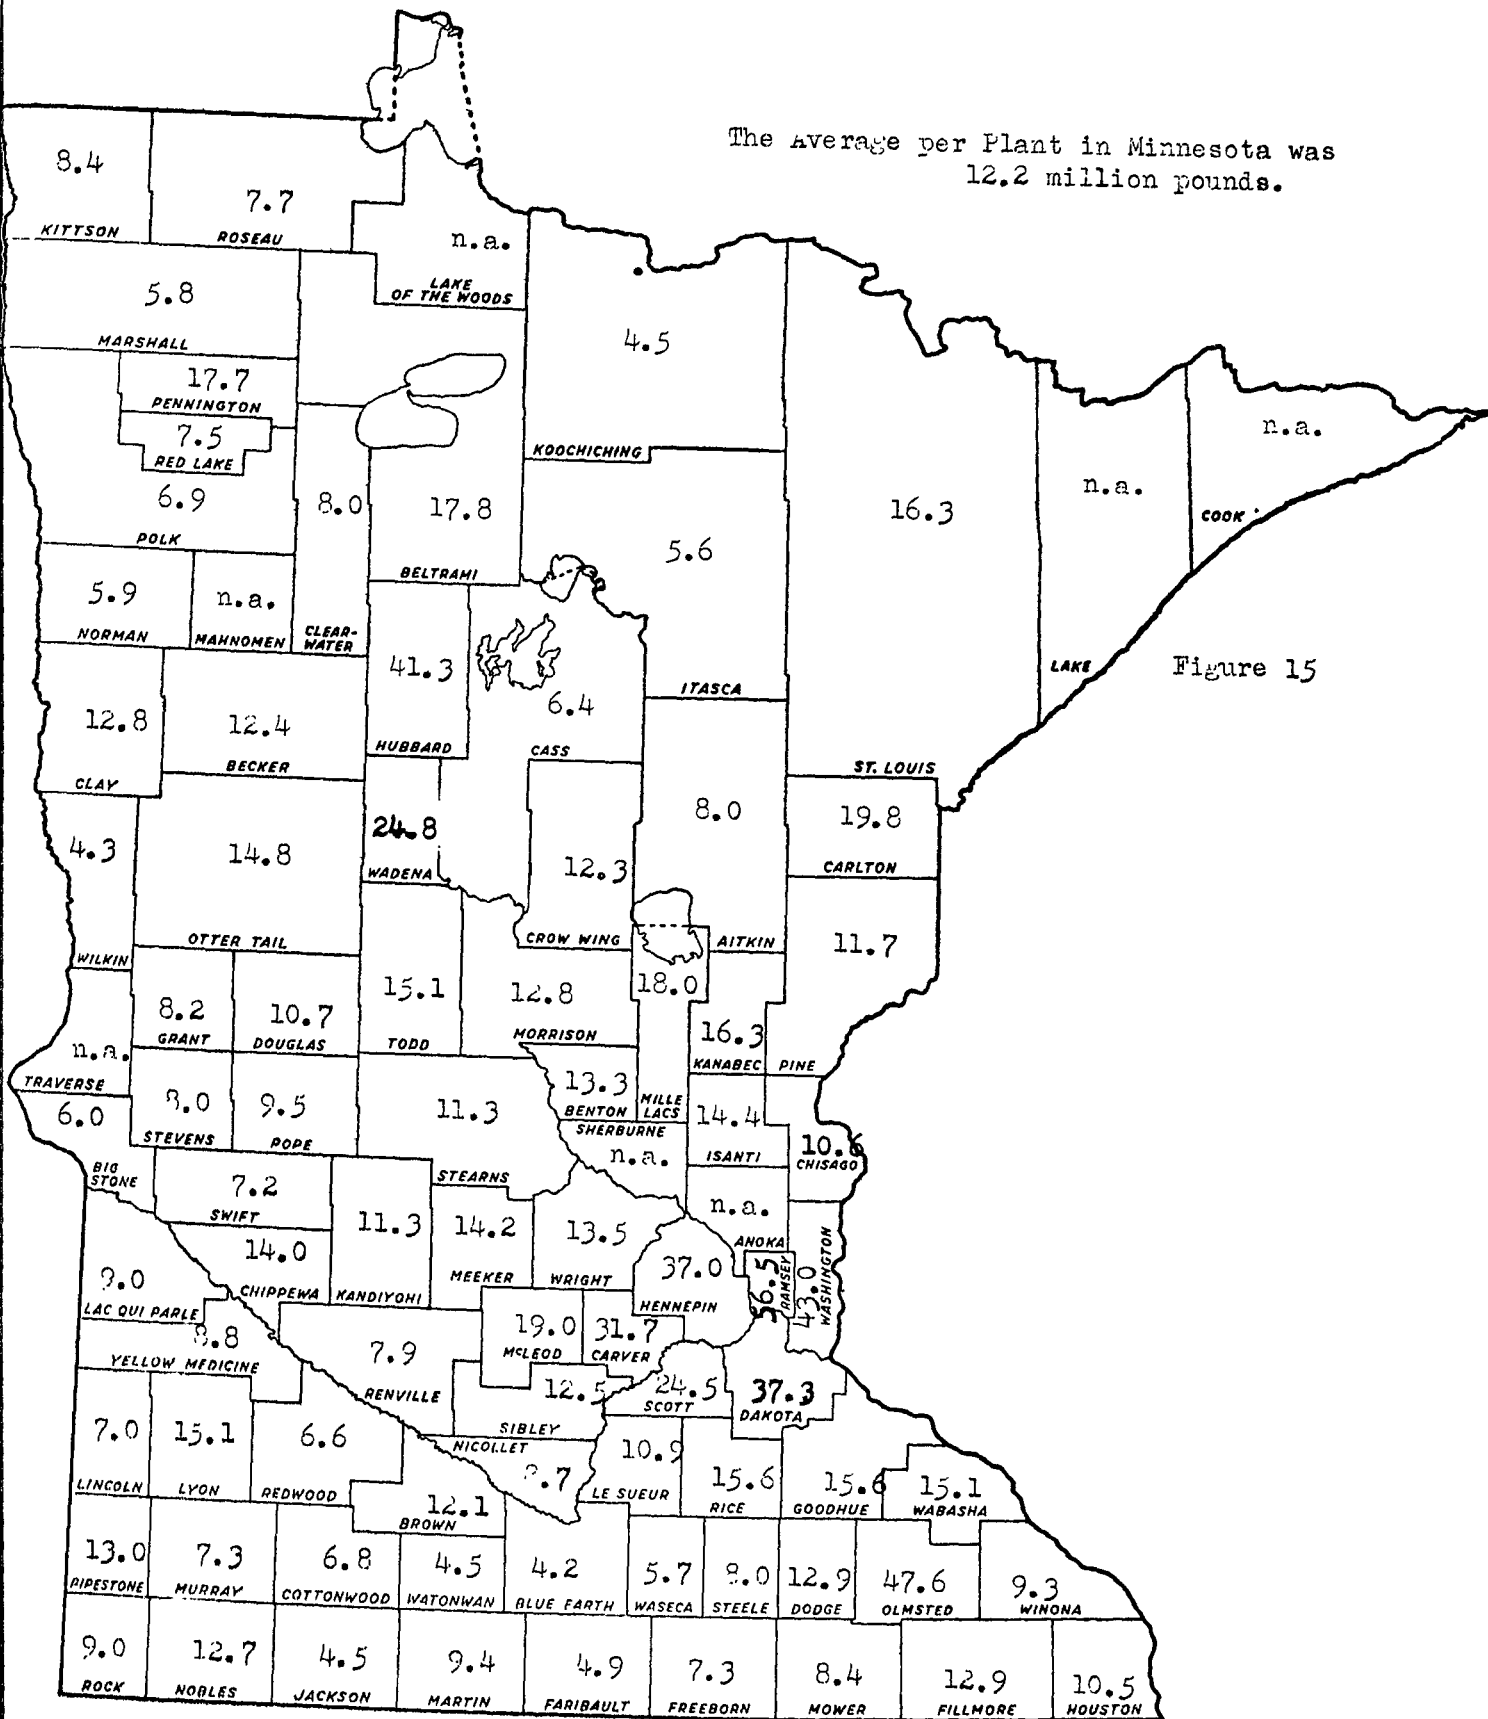 The Average per Plant in Minnesota was
12.2 million pounds.
8.4
KITTSON
7.7
ROSEAU
n.a.
LAKE
OF THE WOODS
5.8
MARSHALL
4.5
KOOCHICHING
17.7
PENNINGTON
7.5
RED LAKE
6.9
POLK
8.0
CLEAR-
WATER
17.8
BELTRAMI
5.6
ITASCA
16.3
ST. LOUIS
n.a.
LAKE
n.a.
COOK
Figure 15
5.9
NORMAN
n.a.
MAHNOMEN
41.3
HUBBARD
6.4
CASS
12.8
CLAY
12.4
BECKER
4.3
WILKIN
14.8
OTTER TAIL
24.8
WADENA
12.3
CROW WING
8.0
AITKIN
19.8
CARLTON
11.7
PINE
8.2
GRANT
10.7
DOUGLAS
15.1
TODD
12.8
MORRISON
18.0
MILLE
LACS
16.3
KANABEC
n.a.
TRAVERSE
6.0
BIG
STONE
STEVENS
9.5
POPE
11.3
STEARNS
13.3
BENTON
SHERBURNE
n.a.
14.4
ISANTI
10.6
CHISAGO
7.2
SWIFT
14.0
CHIPPEWA
11.3
KANDIYOHI
14.2
MEEKER
13.5
WRIGHT
n.a.
ANOKA
37.0
HENNEPIN
56.5
RAMSEY
43.0
WASHINGTON
9.0
LAC QUI PARLE
8.8
YELLOW MEDICINE
7.9
RENVILLE
19.0
McLEOD
31.7
CARVER
12.5
SIBLEY
24.5
SCOTT
37.3
DAKOTA
7.0
LINCOLN
15.1
LYON
6.6
REDWOOD
NICOLLET
12.1
BROWN
10.9
LE SUEUR
15.6
RICE
15.6
GOODHUE
15.1
WABASHA
13.0
PIPESTONE
7.3
MURRAY
6.8
COTTONWOOD
4.5
WATONWAN
4.2
BLUE EARTH
5.7
WASECA
STEELE
12.9
DODGE
47.6
OLMSTED
9.3
WINONA
9.0
ROCK
12.7
NOBLES
4.5
JACKSON
9.4
MARTIN
4.9
FARIBAULT
7.3
FREEBORN
8.4
MOWER
12.9
FILLMORE
10.5
HOUSTON